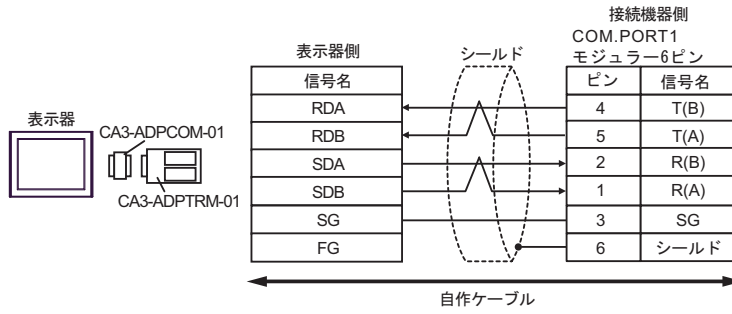 接続機器側
COM.PORT1
モジュラー6ピン
表示器側
シールド
信号名
ピン
信号名
RDA
4
T(B)
RDB
5
T(A)
SDA
2
R(B)
SDB
1
R(A)
SG
3
SG
FG
6
シールド
表示器
CA3-ADPCOM-01
CA3-ADPTRM-01
自作ケーブル